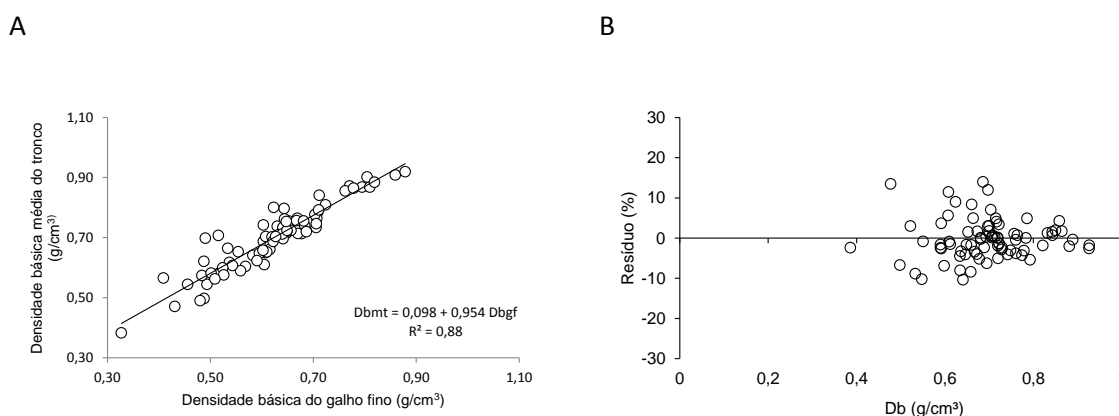 A
B
Densidade básica média do tronco
(g/cm³)
1,10
0,90
0,70
0,50
0,30
Dbmt = 0,098 + 0,954 Dbgf
R² = 0,88
0,30 0,50 0,70 0,90 1,10
Densidade básica do galho fino (g/cm³)
Resíduo (%)
30
20
10
0
-10
-20
-30
0 0,2 0,4 0,6 0,8
Db (g/cm³)